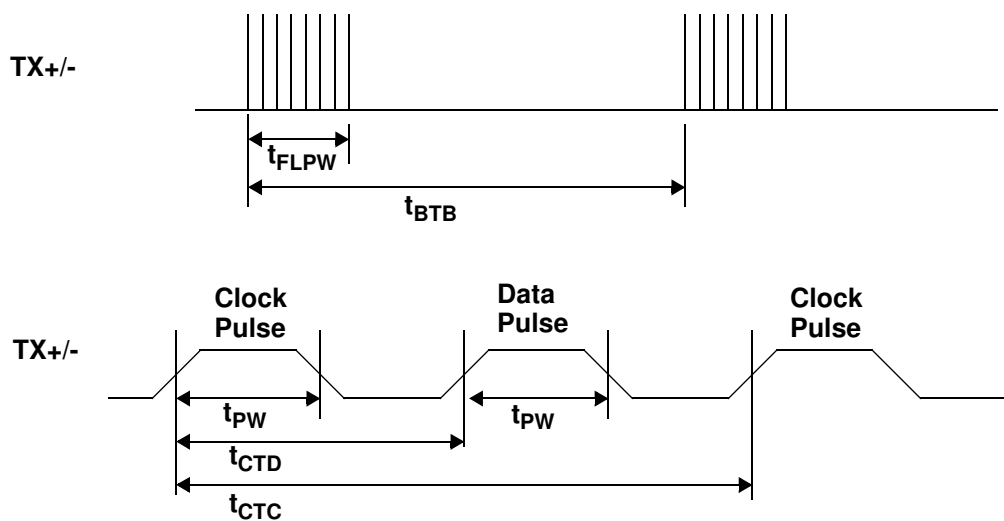 TX+/-
tFLPW
tBTB
Clock
Pulse
Data
Pulse
Clock
Pulse
TX+/-
tPW
tPW
tCTD
tCTC